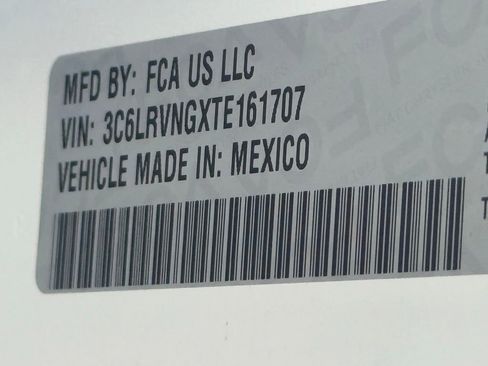 MFD BY: FCA US LLC
VIN: 3C6LRVNGXTE161707
VEHICLE MADE IN: MEXICO